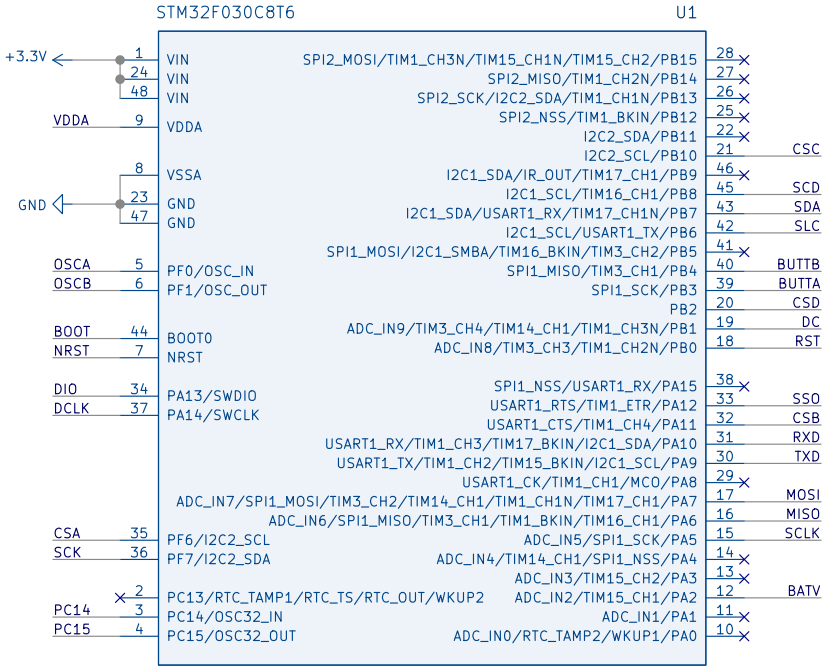 STM32F030C8T6 U1
+3.3V 1 VIN SPI2_MOSI/TIM1_CH3N/TIM15_CH1N/TIM15_CH2/PB15 28
24 VIN SPI2_MISO/TIM1_CH2N/PB14 27
48 VIN SPI2_SCK/I2C2_SDA/TIM1_CH1N/PB13 26
SPI2_NSS/TIM1_BKIN/PB12 25
VDDA 9 VDDA I2C2_SDA/PB11 22
I2C2_SCL/PB10 21 CSC
8 VSSA I2C1_SDA/IR_OUT/TIM17_CH1/PB9 46
I2C1_SCL/TIM16_CH1/PB8 45 SCD
GND 23 GND I2C1_SDA/USART1_RX/TIM17_CH1N/PB7 43 SDA
47 GND I2C1_SCL/USART1_TX/PB6 42 SLC
SPI1_MOSI/I2C1_SMBA/TIM16_BKIN/TIM3_CH2/PB5 41
OSCA 5 PF0/OSC_IN SPI1_MISO/TIM3_CH1/PB4 40 BUTTB
OSCB 6 PF1/OSC_OUT SPI1_SCK/PB3 39 BUTTA
PB2 20 CSD
BOOT 44 BOOT0 ADC_IN9/TIM3_CH4/TIM14_CH1/TIM1_CH3N/PB1 19 DC
NRST 7 NRST ADC_IN8/TIM3_CH3/TIM1_CH2N/PB0 18 RST
SPI1_NSS/USART1_RX/PA15 38
DIO 34 PA13/SWDIO USART1_RTS/TIM1_ETR/PA12 33 SSO
DCLK 37 PA14/SWCLK USART1_CTS/TIM1_CH4/PA11 32 CSB
USART1_RX/TIM1_CH3/TIM17_BKIN/I2C1_SDA/PA10 31 RXD
USART1_TX/TIM1_CH2/TIM15_BKIN/I2C1_SCL/PA9 30 TXD
USART1_CK/TIM1_CH1/MCO/PA8 29
ADC_IN7/SPI1_MOSI/TIM3_CH2/TIM14_CH1/TIM1_CH1N/TIM17_CH1/PA7 17 MOSI
ADC_IN6/SPI1_MISO/TIM3_CH1/TIM1_BKIN/TIM16_CH1/PA6 16 MISO
CSA 35 PF6/I2C2_SCL ADC_IN5/SPI1_SCK/PA5 15 SCLK
SCK 36 PF7/I2C2_SDA ADC_IN4/TIM14_CH1/SPI1_NSS/PA4 14
ADC_IN3/TIM15_CH2/PA3 13
2 PC13/RTC_TAMP1/RTC_TS/RTC_OUT/WKUP2 ADC_IN2/TIM15_CH1/PA2 12 BATV
PC14 3 PC14/OSC32_IN ADC_IN1/PA1 11
PC15 4 PC15/OSC32_OUT ADC_IN0/RTC_TAMP2/WKUP1/PA0 10